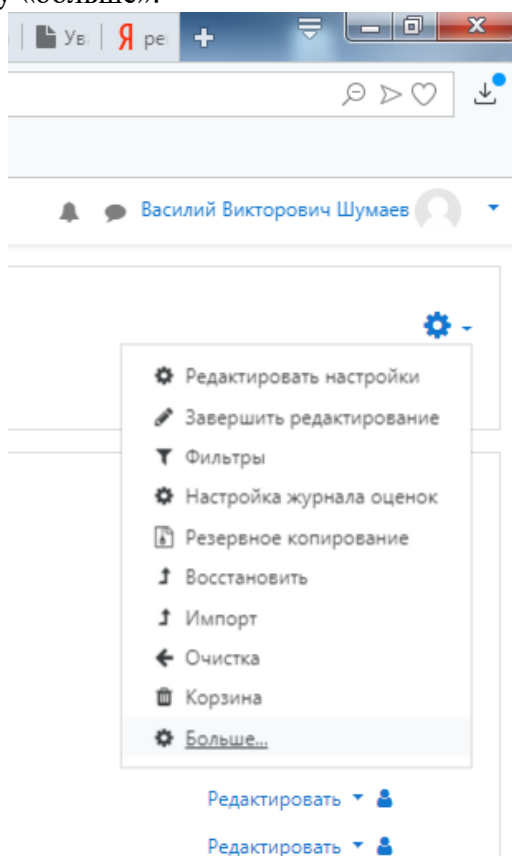 у «больше».
Ув Я ре
Василий Викторович Шумаев
Редактировать настройки
Завершить редактирование
Фильтры
Настройка журнала оценок
Резервное копирование
Восстановить
Импорт
Очистка
Корзина
Больше...
Редактировать
Редактировать